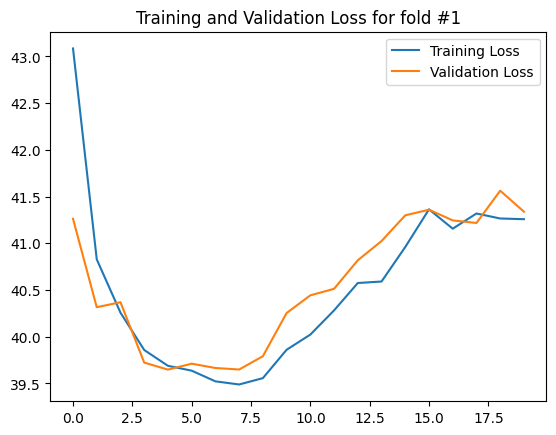 Training and Validation Loss for fold #1
Training Loss
Validation Loss
43.0
42.5
42.0
41.5
41.0
40.5
40.0
39.5
0.0 2.5 5.0 7.5 10.0 12.5 15.0 17.5